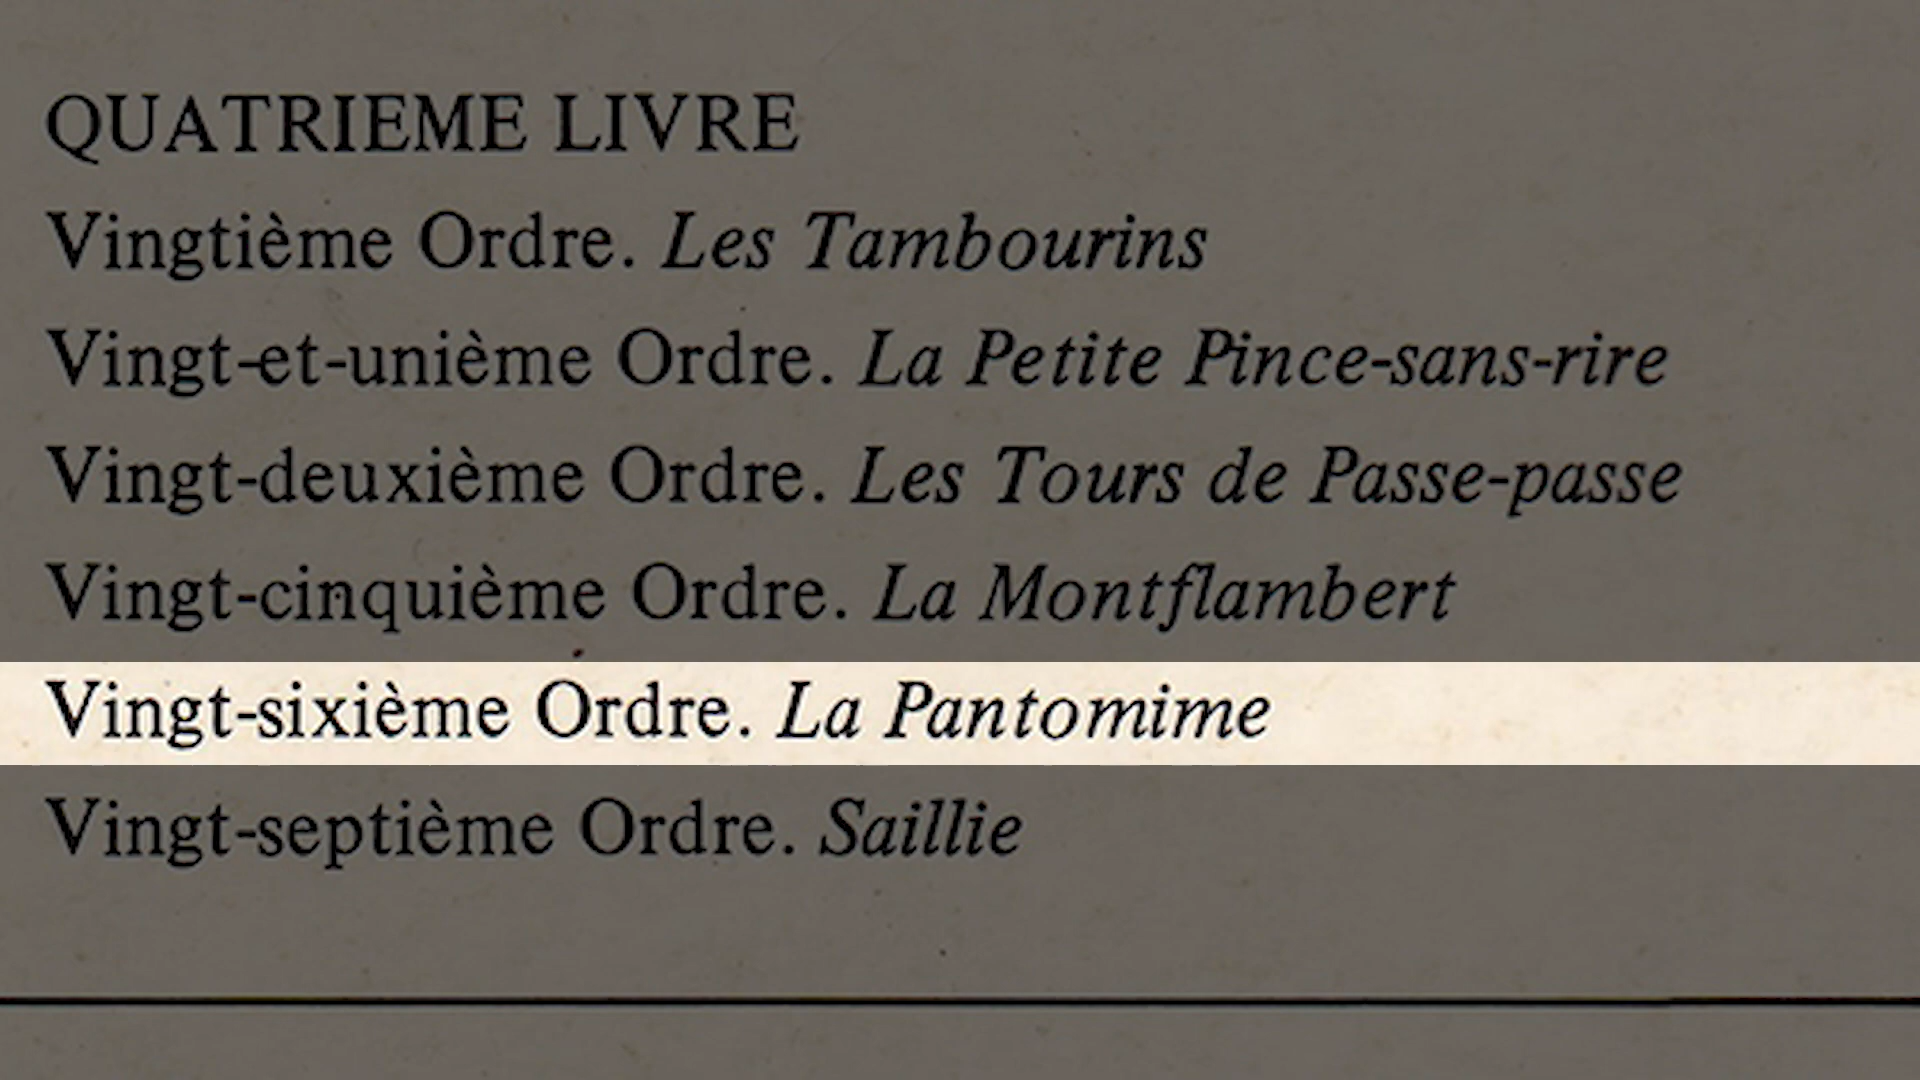 QUATRIEME LIVRE
Vingtième Ordre. Les Tambourins
Vingt-et-unième Ordre. La Petite Pince-sans-rire
Vingt-deuxième Ordre. Les Tours de Passe-passe
Vingt-cinquième Ordre. La Montflambert
Vingt-sixième Ordre. La Pantomime
Vingt-septième Ordre. Saillie